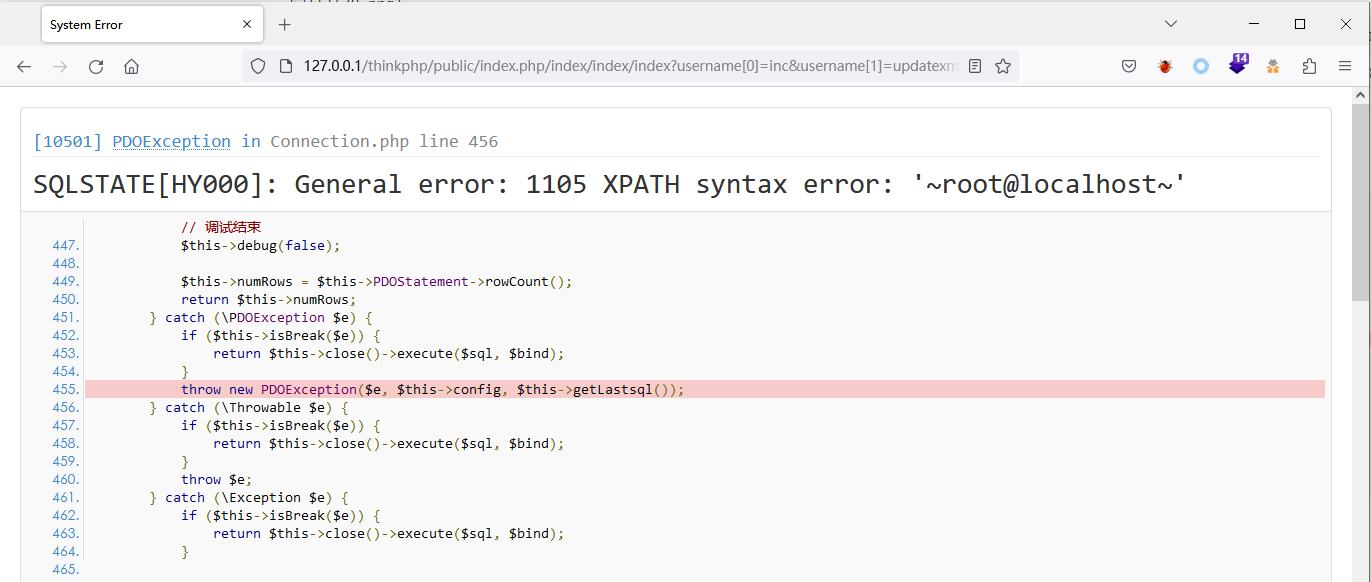 System Error
127.0.0.1/thinkphp/public/index.php/index/index/index?username[0]=inc&username[1]=updatexm
14
[10501] PDOException in Connection.php line 456
SQLSTATE[HY000]: General error: 1105 XPATH syntax error: '~root@localhost~'
// 调试结束
447. $this->debug(false);
448.
449. $this->numRows = $this->PDOStatement->rowCount();
450. return $this->numRows;
451. } catch (\PDOException $e) {
452. if ($this->isBreak($e)) {
453. return $this->close()->execute($sql, $bind);
454. }
455. throw new PDOException($e, $this->config, $this->getLastsql());
456. } catch (\Throwable $e) {
457. if ($this->isBreak($e)) {
458. return $this->close()->execute($sql, $bind);
459. }
460. throw $e;
461. } catch (\Exception $e) {
462. if ($this->isBreak($e)) {
463. return $this->close()->execute($sql, $bind);
464. }
465.